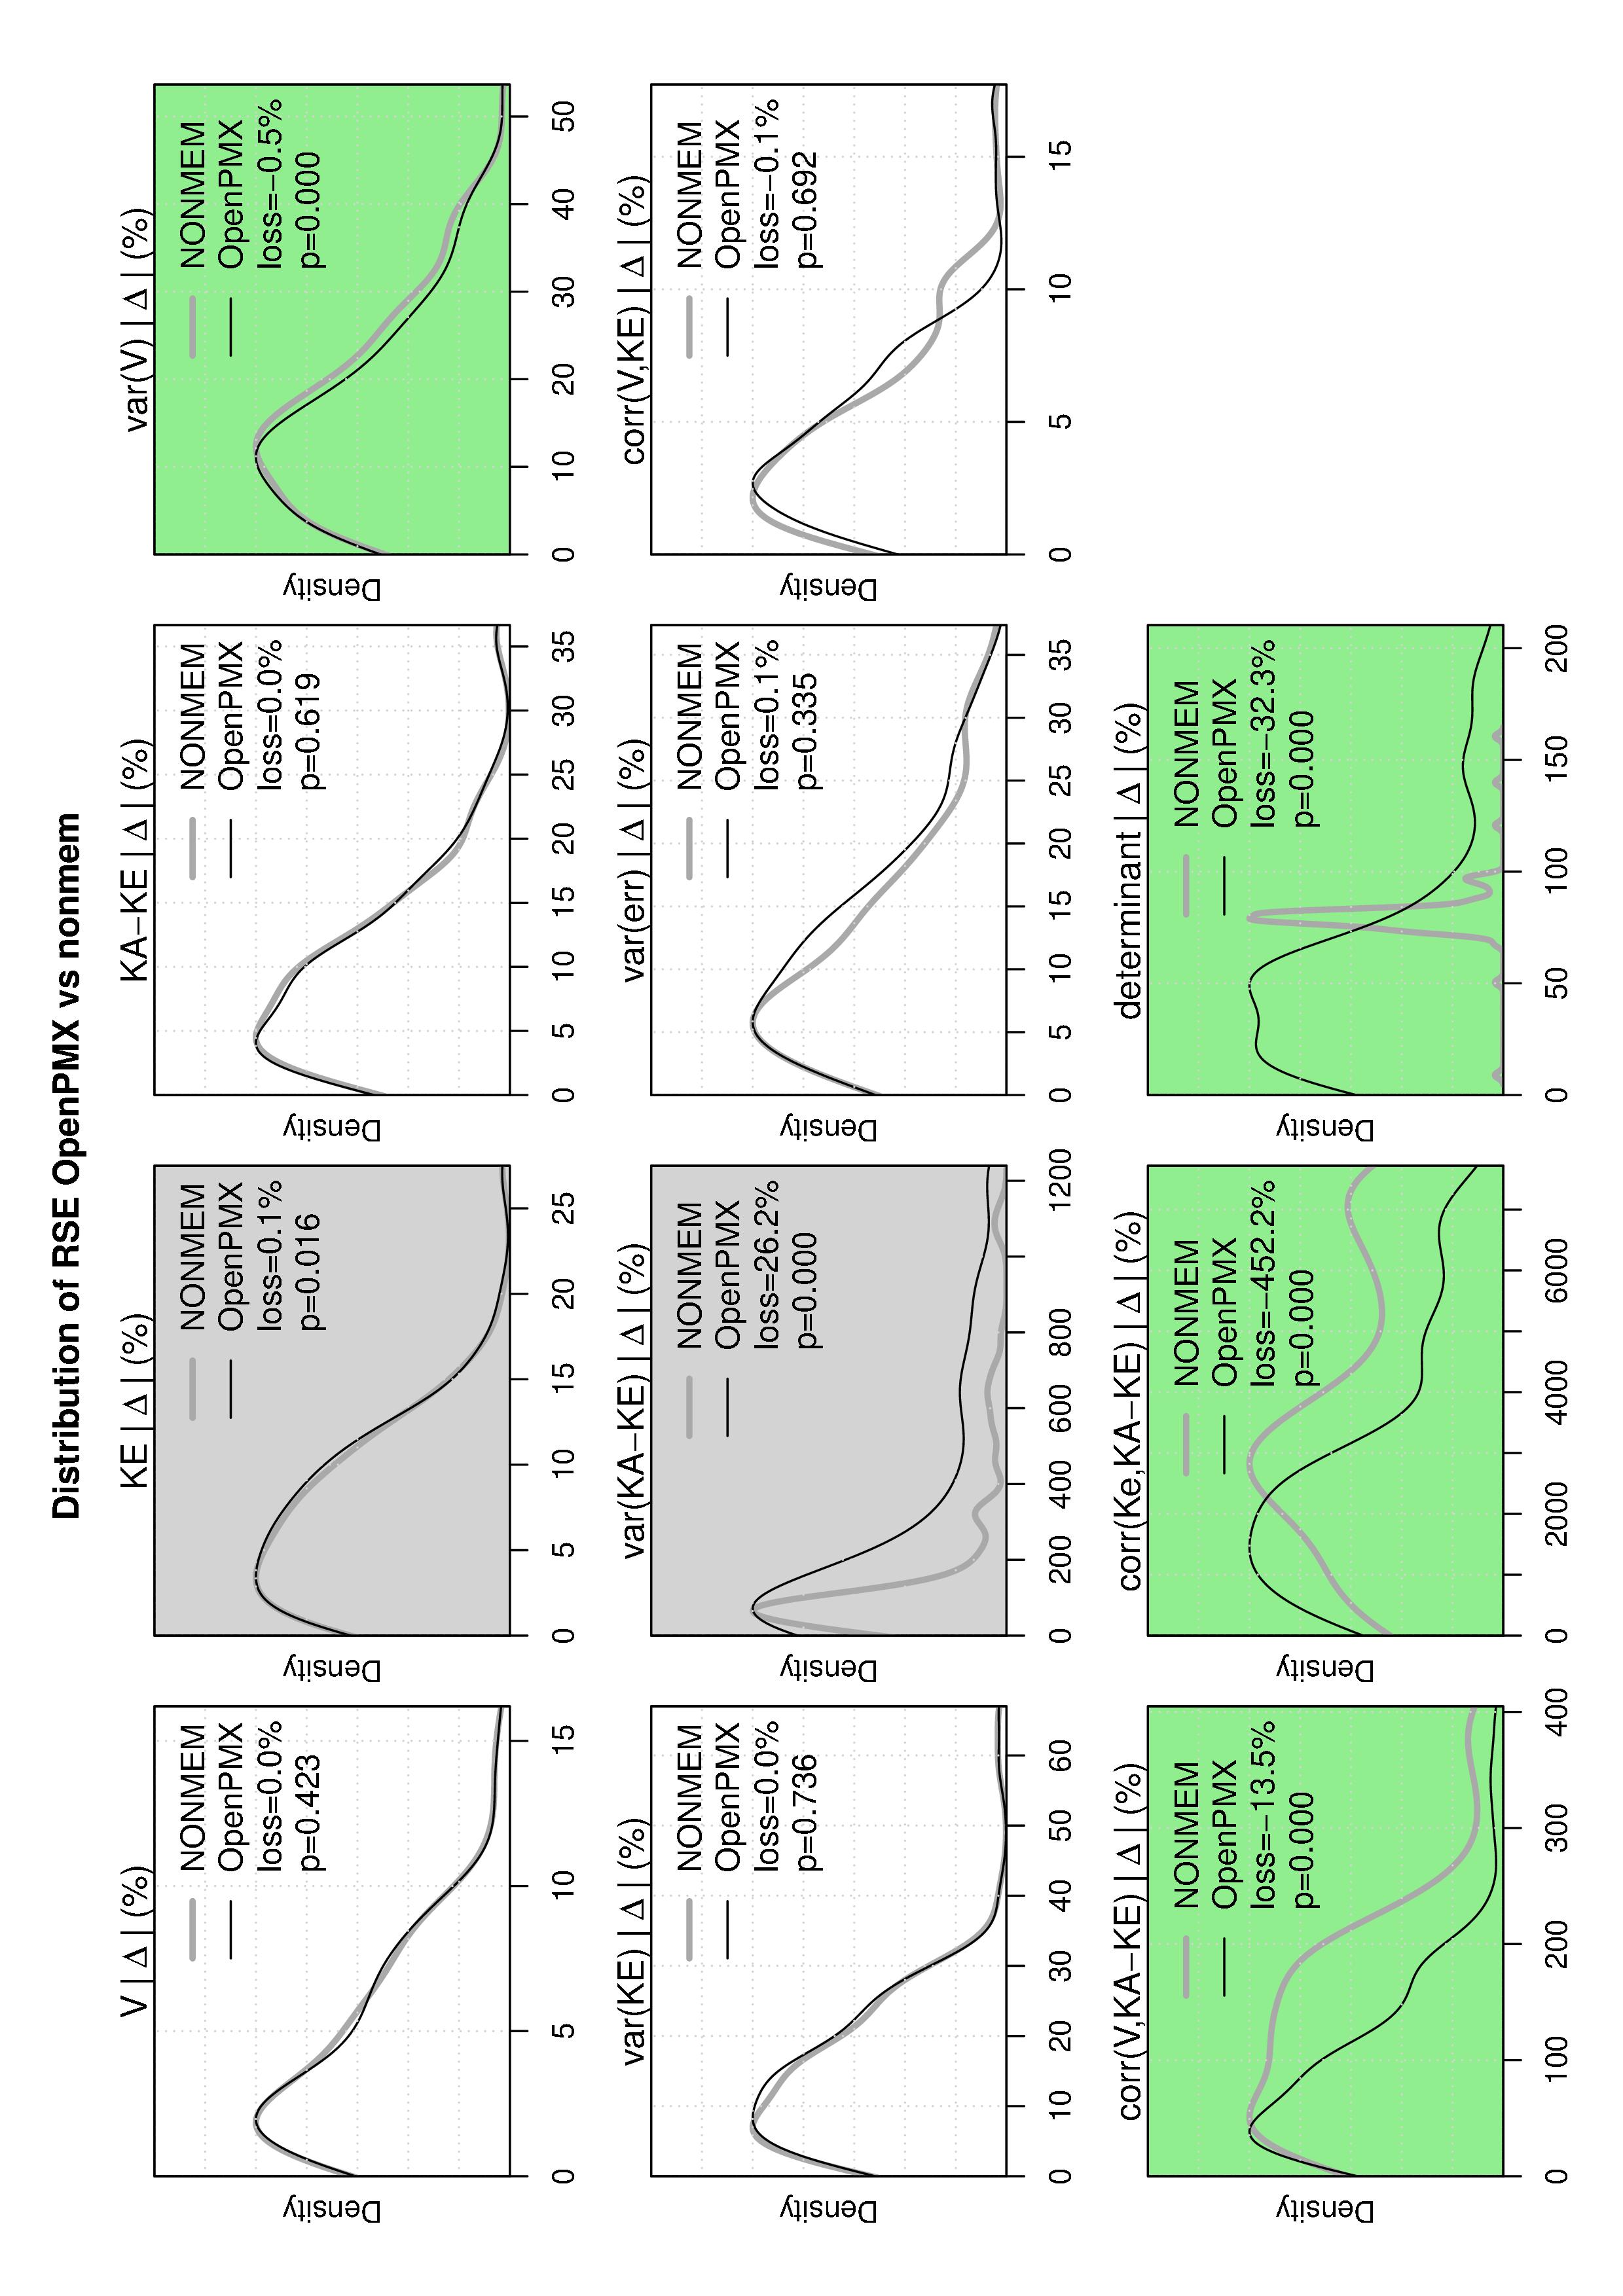 Distribution of RSE OpenPMX vs nonmem
V | Δ | (%)
NONMEM
OpenPMX
loss=0.0%
p=0.423
Density
0 5 10 15
KE | Δ | (%)
NONMEM
OpenPMX
loss=0.1%
p=0.016
Density
0 5 10 15 20 25
KA−KE | Δ | (%)
NONMEM
OpenPMX
loss=0.0%
p=0.619
Density
0 5 10 15 20 25 30 35
var(V) | Δ | (%)
NONMEM
OpenPMX
loss=−0.5%
p=0.000
Density
0 10 20 30 40 50
var(KE) | Δ | (%)
NONMEM
OpenPMX
loss=0.0%
p=0.736
Density
0 10 20 30 40 50 60
var(KA−KE) | Δ | (%)
NONMEM
OpenPMX
loss=26.2%
p=0.000
Density
0 200 400 600 800 1200
var(err) | Δ | (%)
NONMEM
OpenPMX
loss=0.1%
p=0.335
Density
0 5 10 15 20 25 30 35
corr(V,KE) | Δ | (%)
NONMEM
OpenPMX
loss=−0.1%
p=0.692
Density
0 5 10 15
corr(V,KA−KE) | Δ | (%)
NONMEM
OpenPMX
loss=−13.5%
p=0.000
Density
0 100 200 300 400
corr(Ke,KA−KE) | Δ | (%)
NONMEM
OpenPMX
loss=−452.2%
p=0.000
Density
0 2000 4000 6000
determinant | Δ | (%)
NONMEM
OpenPMX
loss=−32.3%
p=0.000
Density
0 50 100 150 200